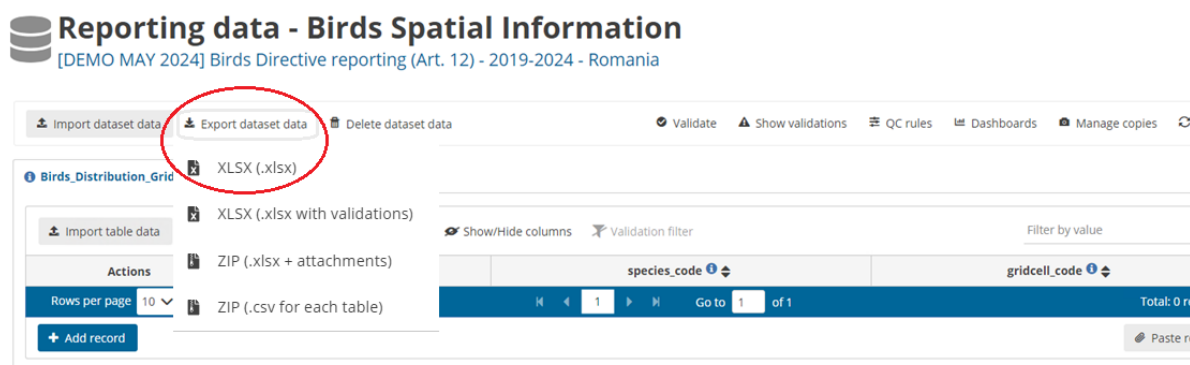 Reporting data - Birds Spatial Information
[DEMO MAY 2024] Birds Directive reporting (Art. 12) - 2019-2024 - Romania
Import dataset data Export dataset data Delete dataset data Validate Show validations QC rules Dashboards Manage copies
XLSX (.xlsx)
Birds_Distribution_Grid
XLSX (.xlsx with validations)
Import table data Show/Hide columns Validation filter Filter by value
ZIP (.xlsx + attachments)
Actions species_code gridcell_code
Rows per page 10 1 Go to 1 of 1 Total: 0
ZIP (.csv for each table)
Add record Paste